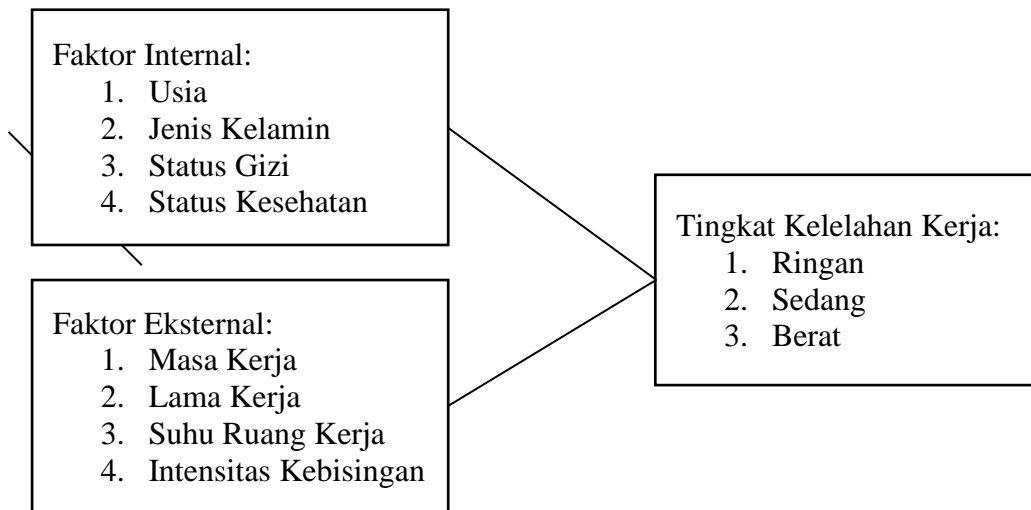 Faktor Internal:
1. Usia
2. Jenis Kelamin
3. Status Gizi
4. Status Kesehatan
Faktor Eksternal:
1. Masa Kerja
2. Lama Kerja
3. Suhu Ruang Kerja
4. Intensitas Kebisingan
Tingkat Kelelahan Kerja:
1. Ringan
2. Sedang
3. Berat